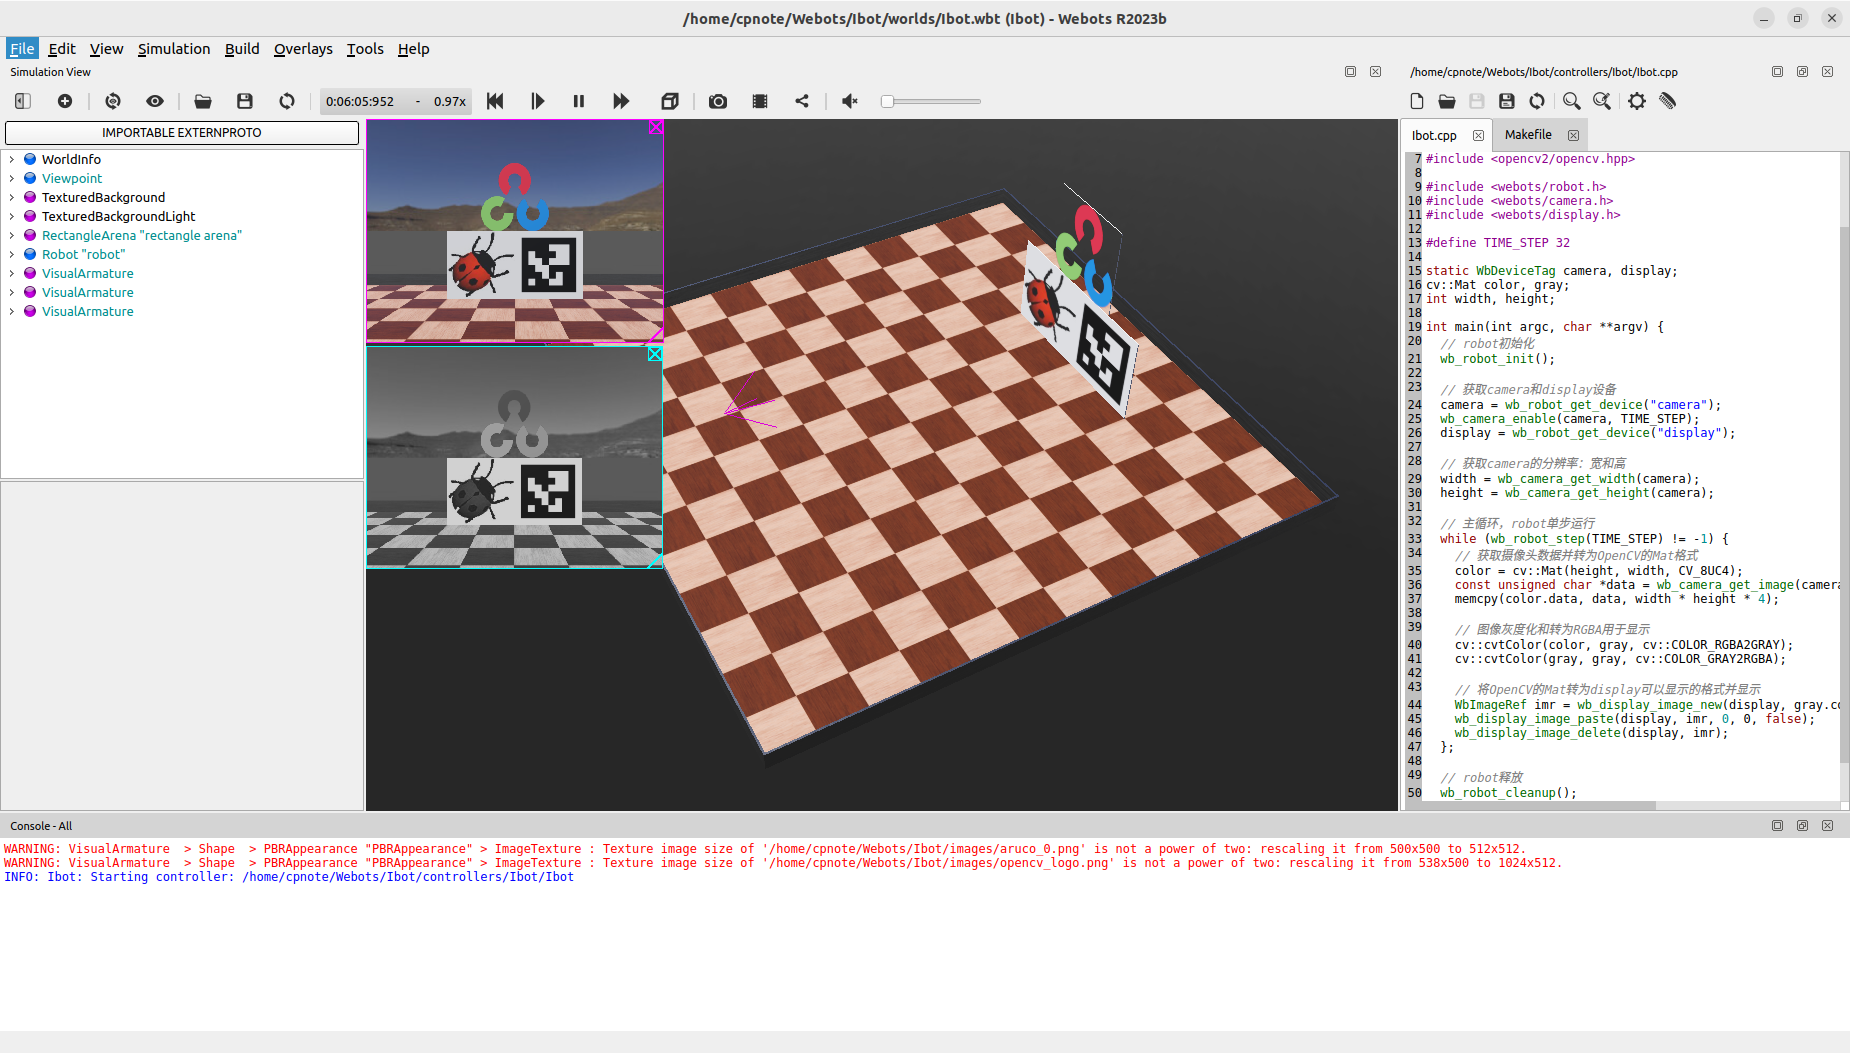 /home/cpnote/Webots/Ibot/worlds/Ibot.wbt (Ibot) - Webots R2023b
File Edit View Simulation Build Overlays Tools Help
Simulation View
0:06:05:952 - 0.97x
IMPORTABLE EXTERNPROTO
WorldInfo
Viewpoint
TexturedBackground
TexturedBackgroundLight
RectangleArena "rectangle arena"
Robot "robot"
VisualArmature
VisualArmature
VisualArmature
/home/cpnote/Webots/Ibot/controllers/Ibot/Ibot.cpp
Ibot.cpp Makefile
7 #include <opencv2/opencv.hpp>
8
9 #include <webots/robot.h>
10 #include <webots/camera.h>
11 #include <webots/display.h>
12
13 #define TIME_STEP 32
14
15 static WbDeviceTag camera, display;
16 cv::Mat color, gray;
17 int width, height;
18
19 int main(int argc, char **argv) {
20 // robot初始化
21 wb_robot_init();
22
23 // 获取camera和display设备
24 camera = wb_robot_get_device("camera");
25 wb_camera_enable(camera, TIME_STEP);
26 display = wb_robot_get_device("display");
27
28 // 获取camera的分辨率：宽和高
29 width = wb_camera_get_width(camera);
30 height = wb_camera_get_height(camera);
31
32 // 主循环，robot单步运行
33 while (wb_robot_step(TIME_STEP) != -1) {
34 // 获取摄像头数据并转为OpenCV的Mat格式
35 color = cv::Mat(height, width, CV_8UC4);
36 const unsigned char *data = wb_camera_get_image(camera
37 memcpy(color.data, data, width * height * 4);
38
39 // 图像灰度化和转为RGBA用于显示
40 cv::cvtColor(color, gray, cv::COLOR_RGBA2GRAY);
41 cv::cvtColor(gray, gray, cv::COLOR_GRAY2RGBA);
42
43 // 将OpenCV的Mat转为display可以显示的格式并显示
44 WbImageRef imr = wb_display_image_new(display, gray.co
45 wb_display_image_paste(display, imr, 0, 0, false);
46 wb_display_image_delete(display, imr);
47 };
48
49 // robot释放
50 wb_robot_cleanup();
Console - All
WARNING: VisualArmature > Shape > PBRAppearance "PBRAppearance" > ImageTexture : Texture image size of '/home/cpnote/Webots/Ibot/images/aruco_0.png' is not a power of two: rescaling it from 500x500 to 512x512.
WARNING: VisualArmature > Shape > PBRAppearance "PBRAppearance" > ImageTexture : Texture image size of '/home/cpnote/Webots/Ibot/images/opencv_logo.png' is not a power of two: rescaling it from 538x500 to 1024x512.
INFO: Ibot: Starting controller: /home/cpnote/Webots/Ibot/controllers/Ibot/Ibot